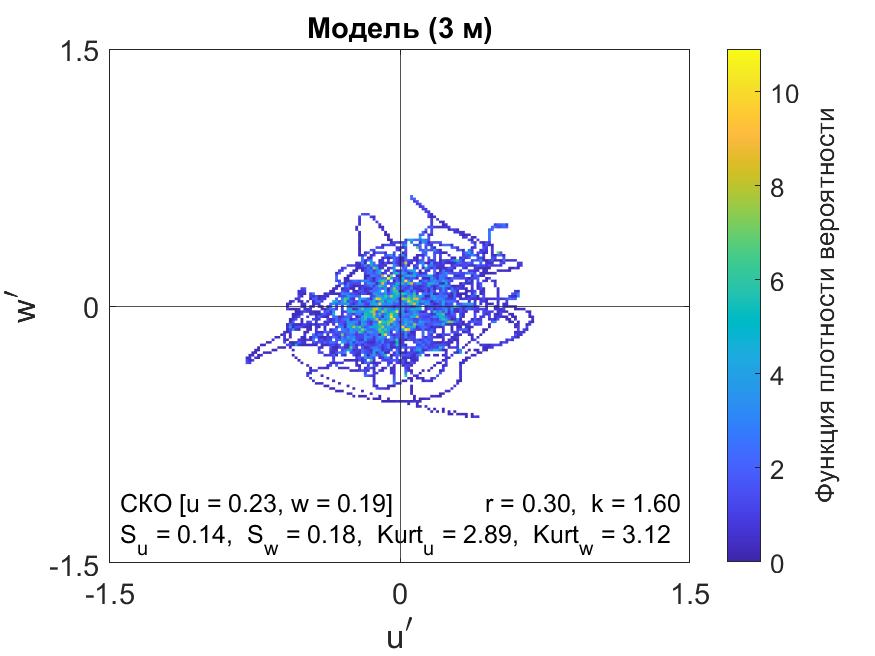 Модель (3 м)
1.5
0
-1.5
w′
-1.5
0
1.5
u′
СКО [u = 0.23, w = 0.19]
r = 0.30, k = 1.60
S_u = 0.14, S_w = 0.18, Kurt_u = 2.89, Kurt_w = 3.12
10
8
6
4
2
0
Функция плотности вероятности